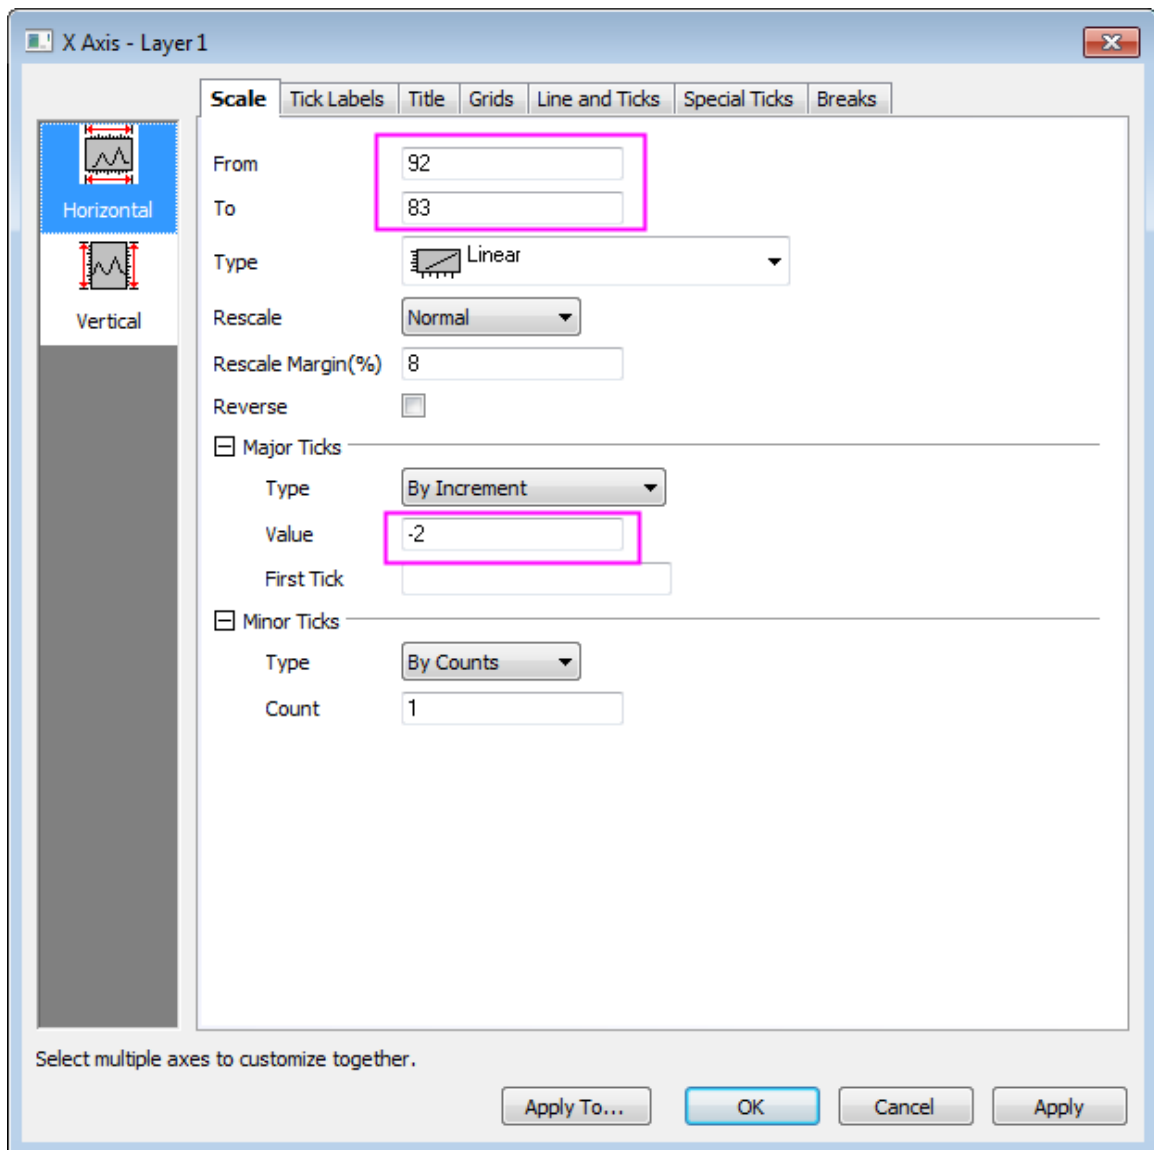 X Axis - Layer1
Scale Tick Labels Title Grids Line and Ticks Special Ticks Breaks
Horizontal
Vertical
From 92
To 83
Type Linear
Rescale Normal
Rescale Margin(%) 8
Reverse
Major Ticks
Type By Increment
Value -2
First Tick
Minor Ticks
Type By Counts
Count 1
Select multiple axes to customize together.
Apply To... OK Cancel Apply